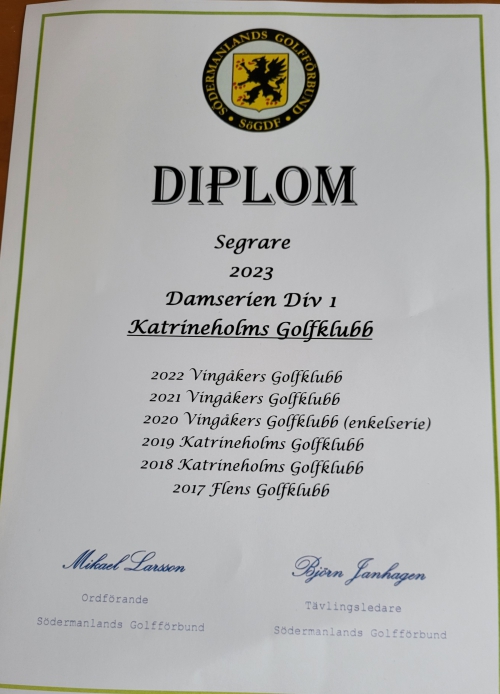 SÖDERMANLANDS GOLFFÖRBUND
SöGDF
DIPLOM
Segrare
2023
Damserien Div 1
Katrineholms Golfklubb
2022 Vingåkers Golfklubb
2021 Vingåkers Golfklubb
2020 Vingåkers Golfklubb (enkelserie)
2019 Katrineholms Golfklubb
2018 Katrineholms Golfklubb
2017 Flens Golfklubb
Mikael Larsson
Ordförande
Södermanlands Golfförbund
Björn Janhagen
Tävlingsledare
Södermanlands Golfförbund